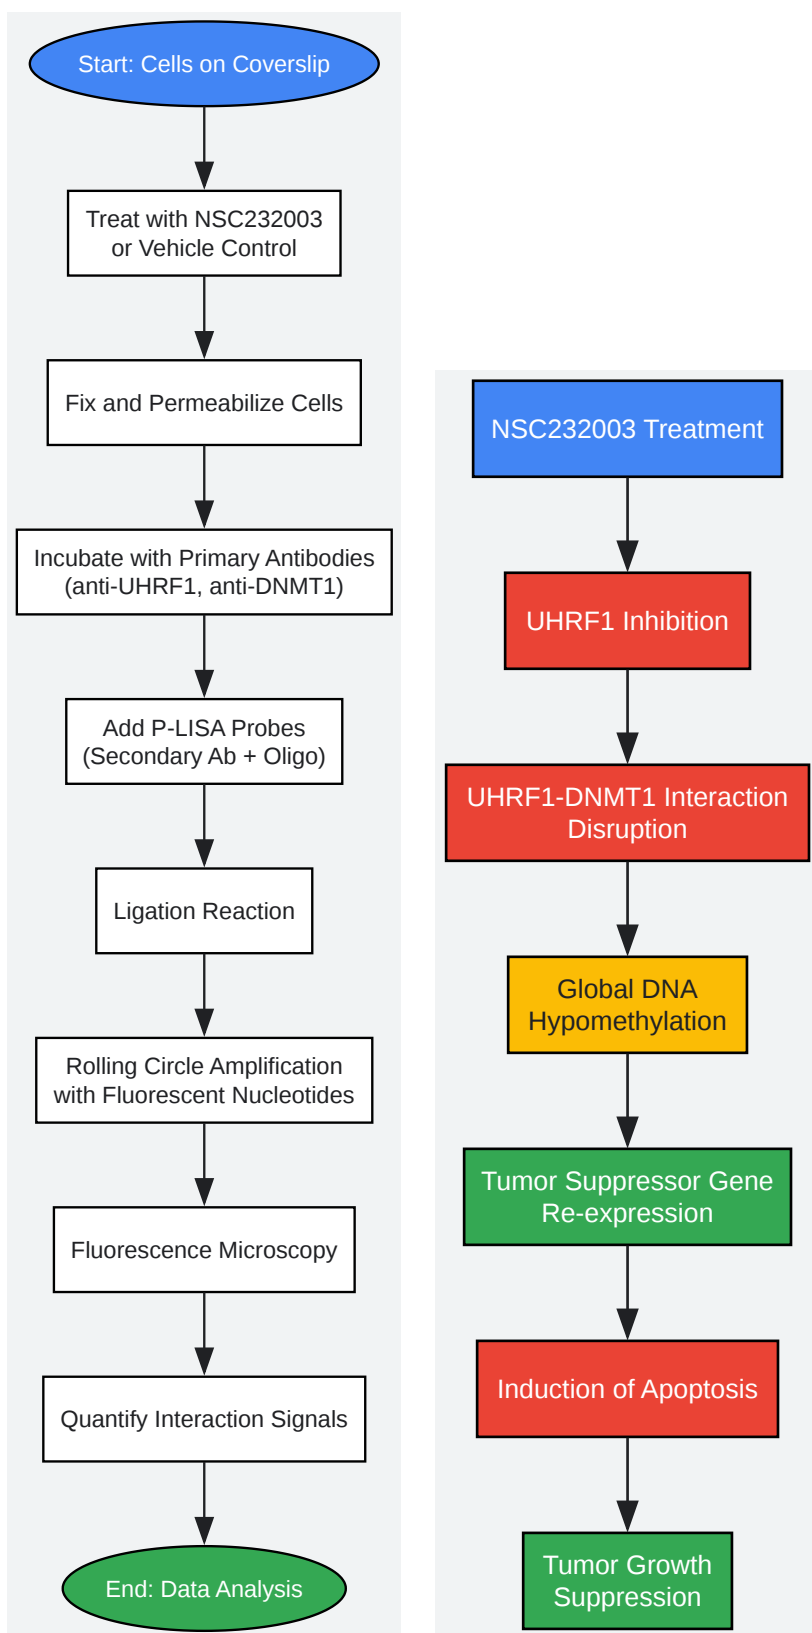 Start: Cells on Coverslip
Treat with NSC232003
or Vehicle Control
Fix and Permeabilize Cells
Incubate with Primary Antibodies
(anti-UHRF1, anti-DNMT1)
Add P-LISA Probes
(Secondary Ab + Oligo)
Ligation Reaction
Rolling Circle Amplification
with Fluorescent Nucleotides
Fluorescence Microscopy
Quantify Interaction Signals
End: Data Analysis
NSC232003 Treatment
UHRF1 Inhibition
UHRF1-DNMT1 Interaction
Disruption
Global DNA
Hypomethylation
Tumor Suppressor Gene
Re-expression
Induction of Apoptosis
Tumor Growth
Suppression